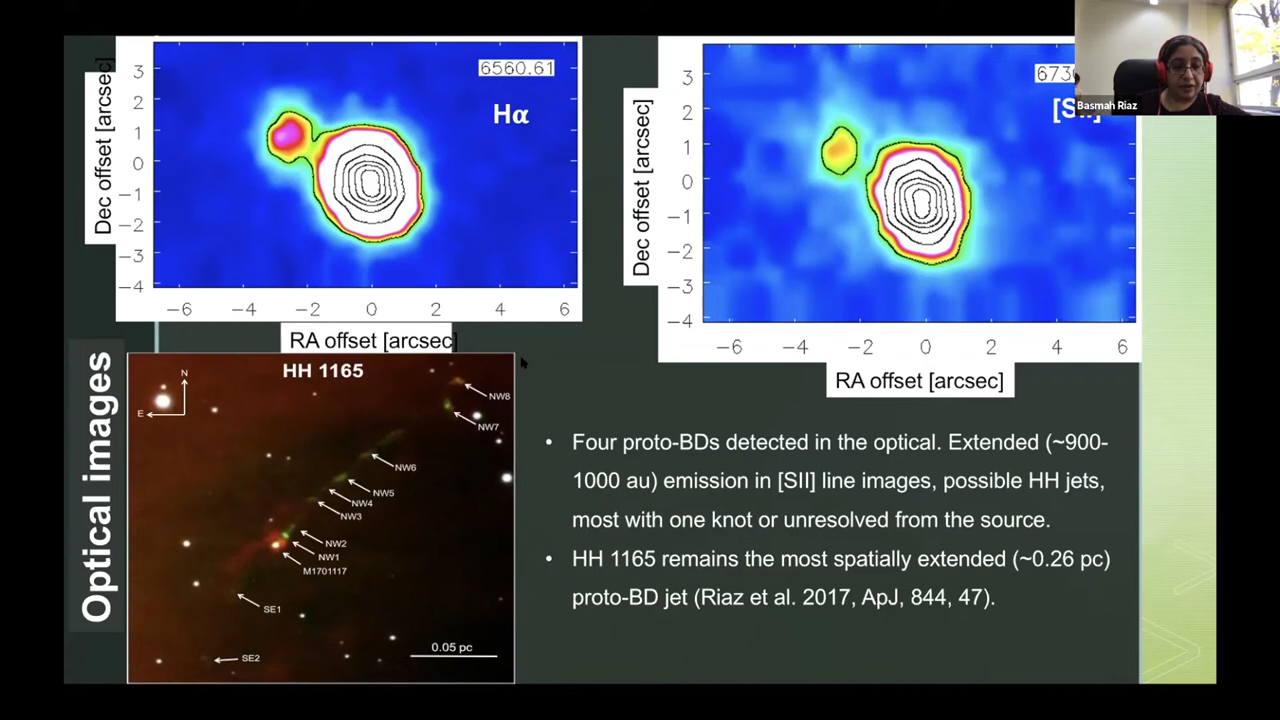 6560.61
Hα
3
2
1
0
−1
−2
−3
−4
Dec offset [arcsec]
−6
−4
−2
0
2
4
6
RA offset [arcsec]
673
[SII]
Basmah Riaz
3
2
1
0
−1
−2
−3
−4
Dec offset [arcsec]
−6
−4
−2
0
2
4
6
RA offset [arcsec]
Optical images
HH 1165
N
E
NW8
NW7
NW6
NW5
NW4
NW3
NW2
NW1
M1701117
SE1
SE2
0.05 pc
• Four proto-BDs detected in the optical. Extended (~900-
1000 au) emission in [SII] line images, possible HH jets,
most with one knot or unresolved from the source.
• HH 1165 remains the most spatially extended (~0.26 pc)
proto-BD jet (Riaz et al. 2017, ApJ, 844, 47).